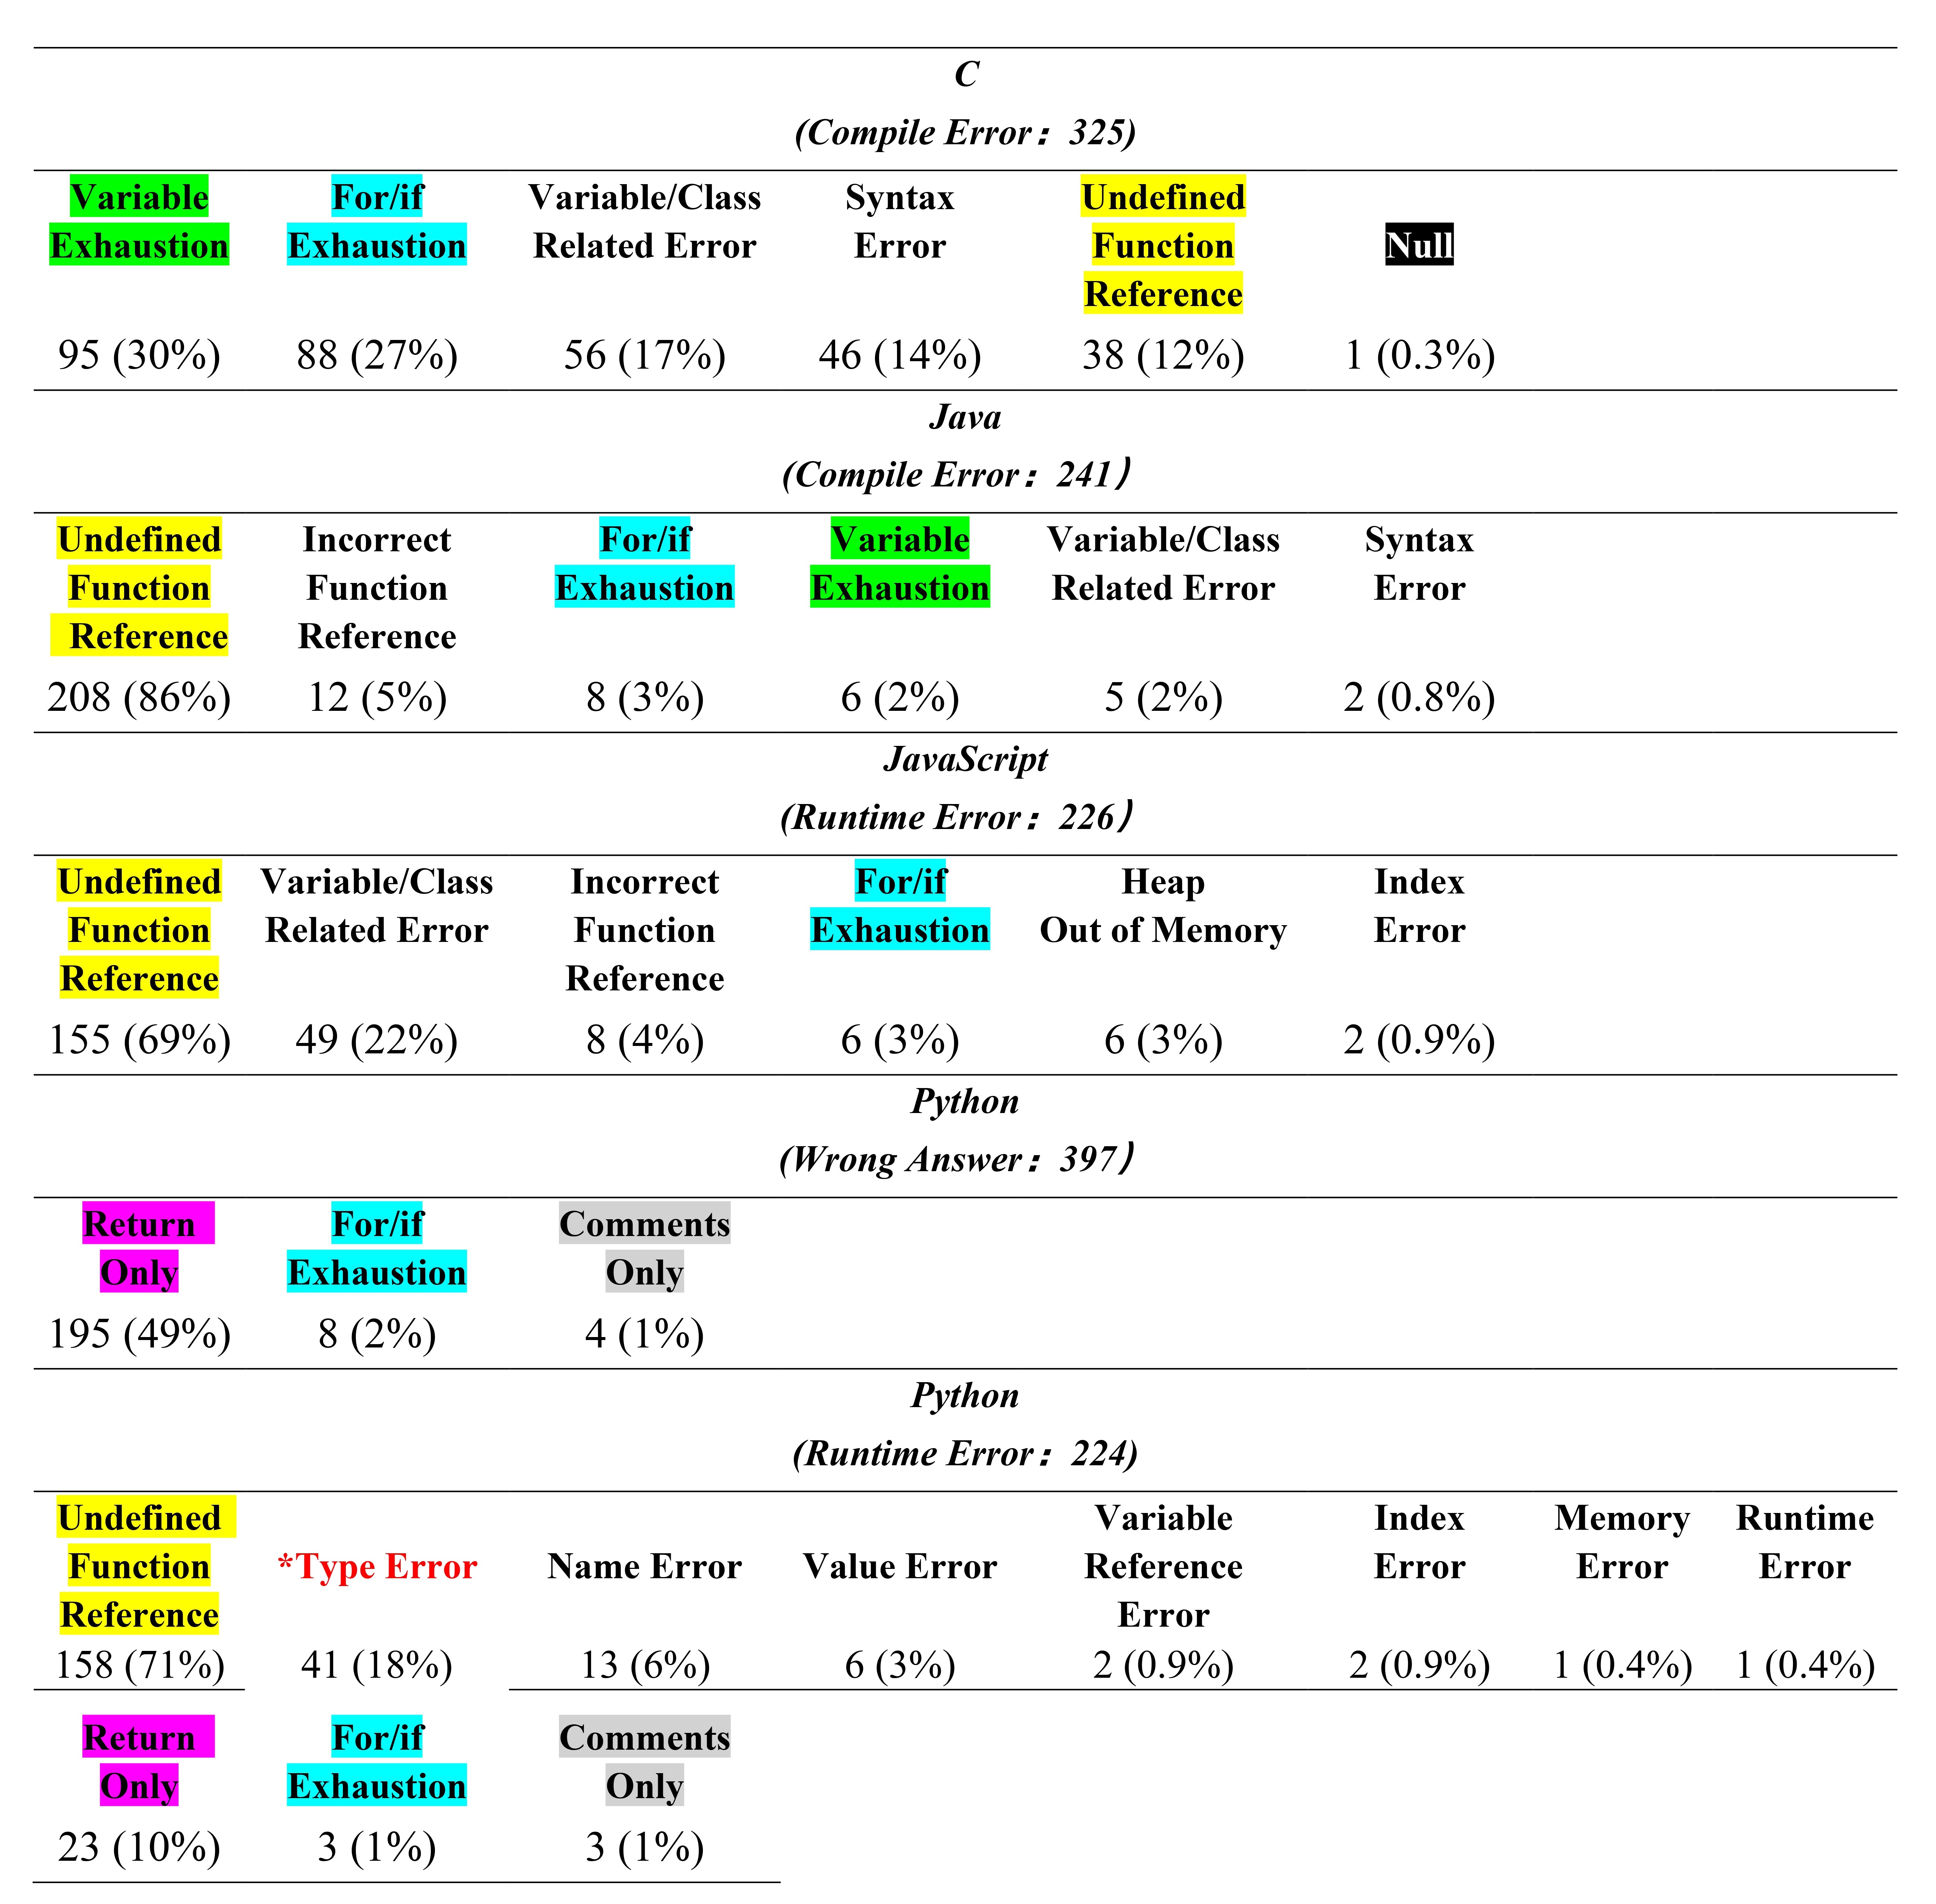 C
(Compile Error：325)
Variable For/if Variable/Class Syntax Undefined
Exhaustion Exhaustion Related Error Error Function Null
Reference
95 (30%) 88 (27%) 56 (17%) 46 (14%) 38 (12%) 1 (0.3%)
Java
(Compile Error：241）
Undefined Incorrect For/if Variable Variable/Class Syntax
Function Function Exhaustion Exhaustion Related Error Error
Reference Reference
208 (86%) 12 (5%) 8 (3%) 6 (2%) 5 (2%) 2 (0.8%)
JavaScript
(Runtime Error：226）
Undefined Variable/Class Incorrect For/if Heap Index
Function Related Error Function Exhaustion Out of Memory Error
Reference Reference
155 (69%) 49 (22%) 8 (4%) 6 (3%) 6 (3%) 2 (0.9%)
Python
(Wrong Answer：397）
Return For/if Comments
Only Exhaustion Only
195 (49%) 8 (2%) 4 (1%)
Python
(Runtime Error：224)
Undefined Variable Index Memory Runtime
Function *Type Error Name Error Value Error Reference Error Error Error
Reference Error
158 (71%) 41 (18%) 13 (6%) 6 (3%) 2 (0.9%) 2 (0.9%) 1 (0.4%) 1 (0.4%)
Return For/if Comments
Only Exhaustion Only
23 (10%) 3 (1%) 3 (1%)